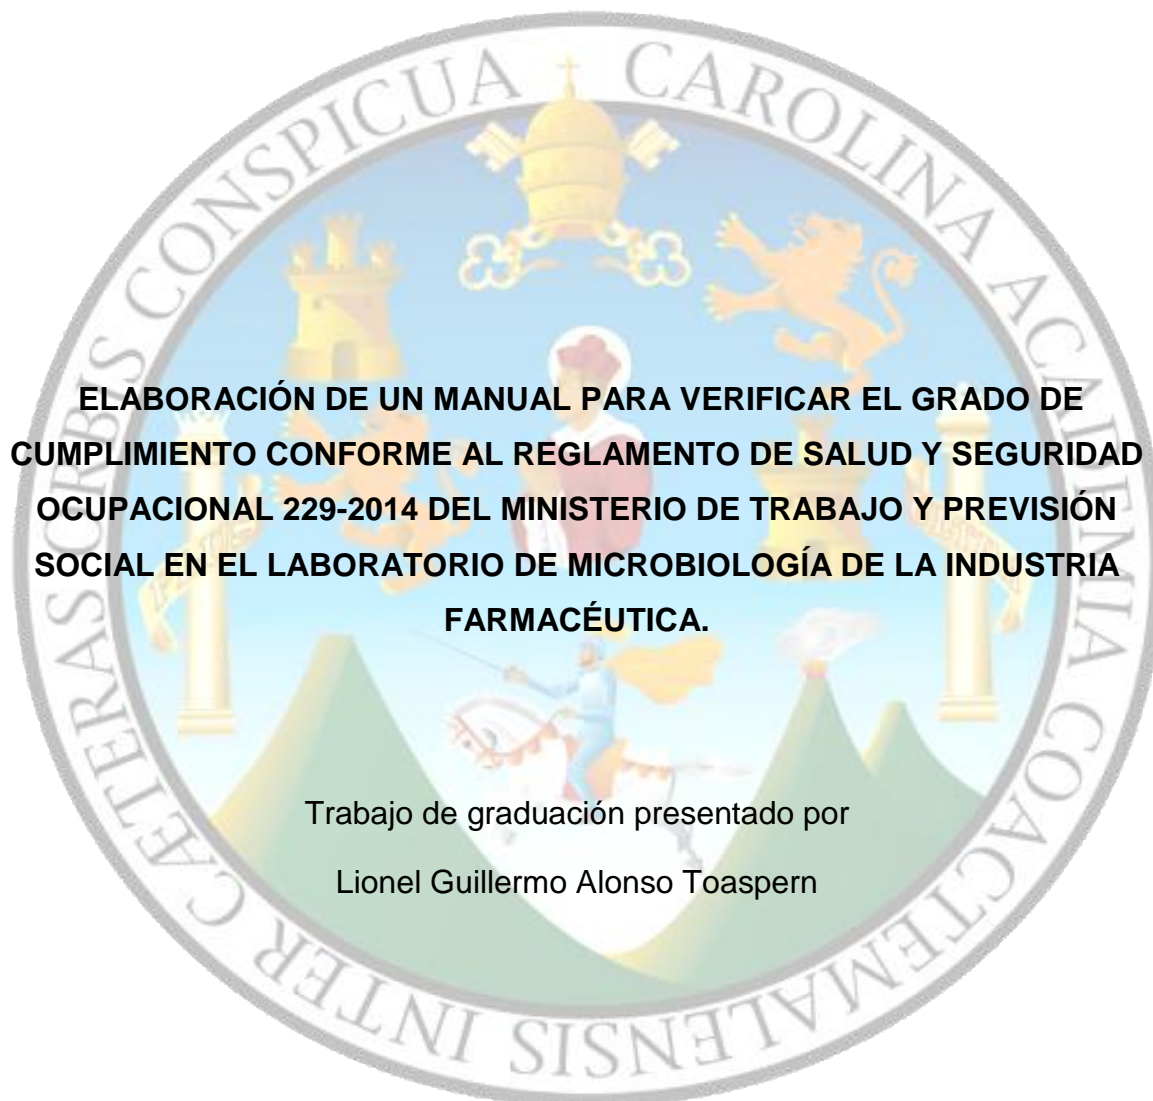 CAROLINA ACADEMIA COACTEMALENSIS INTER CÆTERAS ORBIS CONSPICUA
ELABORACIÓN DE UN MANUAL PARA VERIFICAR EL GRADO DE
CUMPLIMIENTO CONFORME AL REGLAMENTO DE SALUD Y SEGURIDAD
OCUPACIONAL 229-2014 DEL MINISTERIO DE TRABAJO Y PREVISIÓN
SOCIAL EN EL LABORATORIO DE MICROBIOLOGÍA DE LA INDUSTRIA
FARMACÉUTICA.
Trabajo de graduación presentado por
Lionel Guillermo Alonso Toaspern